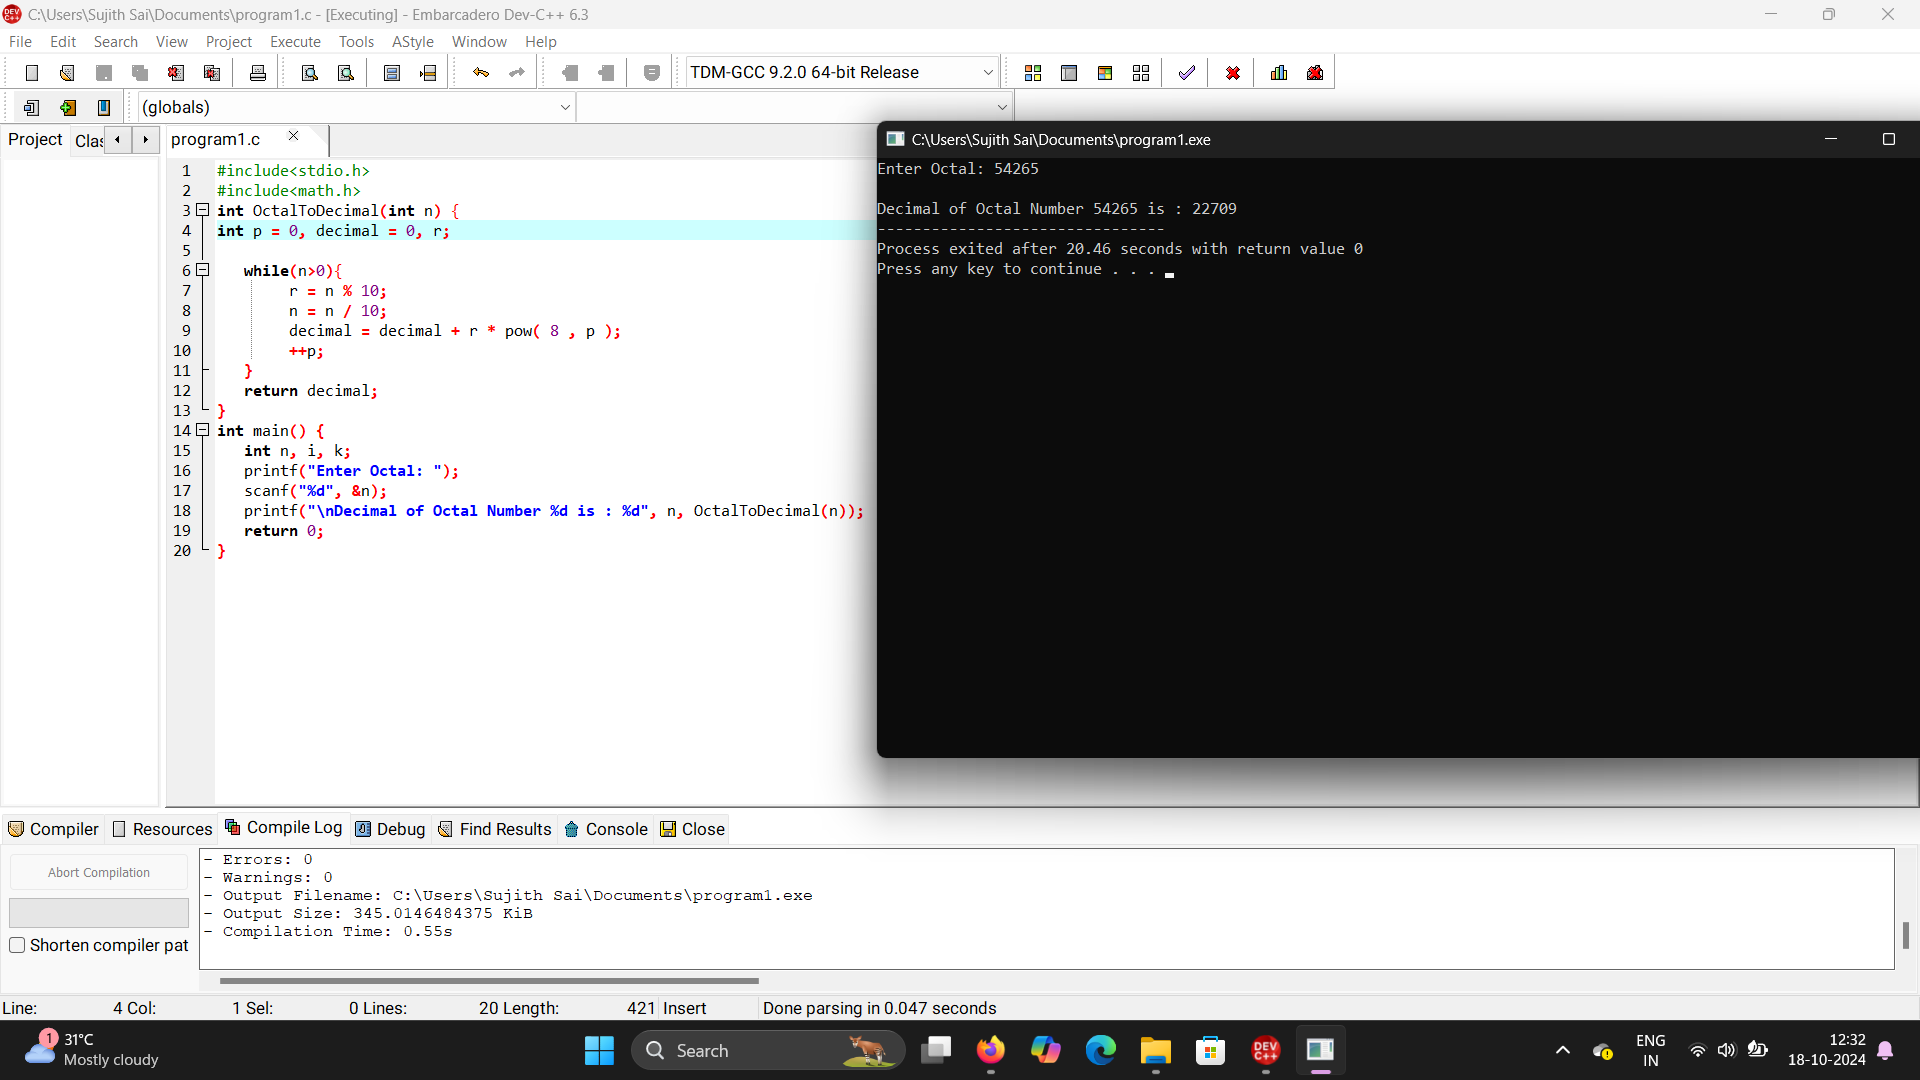 C:\Users\Sujith Sai\Documents\program1.c - [Executing] - Embarcadero Dev-C++ 6.3
File Edit Search View Project Execute Tools AStyle Window Help
TDM-GCC 9.2.0 64-bit Release
(globals)
Project Clas program1.c
1 #include<stdio.h>
2 #include<math.h>
3 int OctalToDecimal(int n) {
4 int p = 0, decimal = 0, r;
5
6 while(n>0){
7 r = n % 10;
8 n = n / 10;
9 decimal = decimal + r * pow( 8 , p );
10 ++p;
11 }
12 return decimal;
13 }
14 int main() {
15 int n, i, k;
16 printf("Enter Octal: ");
17 scanf("%d", &n);
18 printf("\nDecimal of Octal Number %d is : %d", n, OctalToDecimal(n));
19 return 0;
20 }
C:\Users\Sujith Sai\Documents\program1.exe
Enter Octal: 54265
Decimal of Octal Number 54265 is : 22709
--------------------------------
Process exited after 20.46 seconds with return value 0
Press any key to continue . . .
Compiler Resources Compile Log Debug Find Results Console Close
Abort Compilation
Shorten compiler pat
- Errors: 0
- Warnings: 0
- Output Filename: C:\Users\Sujith Sai\Documents\program1.exe
- Output Size: 345.0146484375 KiB
- Compilation Time: 0.55s
Line: 4 Col: 1 Sel: 0 Lines: 20 Length: 421 Insert Done parsing in 0.047 seconds
1
31°C
Mostly cloudy
Search
DEV C++
ENG
IN
12:32
18-10-2024